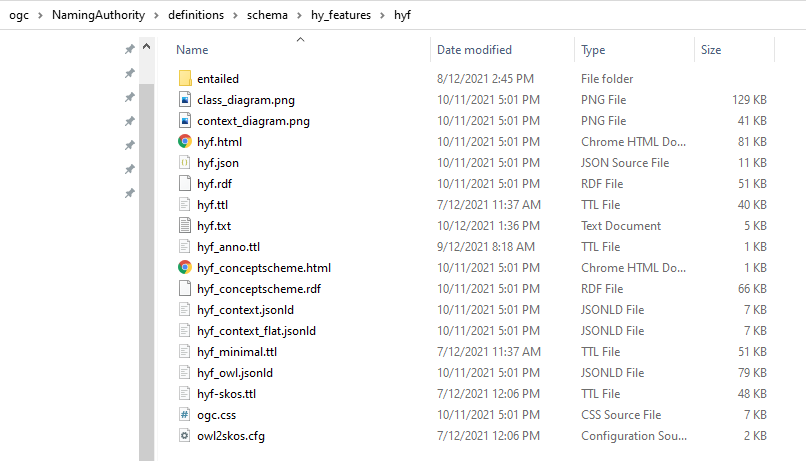 ogc > NamingAuthority > definitions > schema > hy_features > hyf
Name Date modified Type Size
entailed 8/12/2021 2:45 PM File folder
class_diagram.png 10/11/2021 5:01 PM PNG File 129 KB
context_diagram.png 10/11/2021 5:01 PM PNG File 41 KB
hyf.html 10/11/2021 5:01 PM Chrome HTML Do... 81 KB
hyf.json 10/11/2021 5:01 PM JSON Source File 11 KB
hyf.rdf 10/11/2021 5:01 PM RDF File 51 KB
hyf.ttl 7/12/2021 11:37 AM TTL File 40 KB
hyf.txt 10/12/2021 1:36 PM Text Document 5 KB
hyf_anno.ttl 9/12/2021 8:18 AM TTL File 1 KB
hyf_conceptscheme.html 10/11/2021 5:01 PM Chrome HTML Do... 1 KB
hyf_conceptscheme.rdf 10/11/2021 5:01 PM RDF File 66 KB
hyf_context.jsonld 10/11/2021 5:01 PM JSONLD File 7 KB
hyf_context_flat.jsonld 10/11/2021 5:01 PM JSONLD File 7 KB
hyf_minimal.ttl 7/12/2021 11:37 AM TTL File 51 KB
hyf_owl.jsonld 10/11/2021 5:01 PM JSONLD File 79 KB
hyf-skos.ttl 7/12/2021 12:06 PM TTL File 48 KB
ogc.css 10/11/2021 5:01 PM CSS Source File 7 KB
owl2skos.cfg 7/12/2021 12:06 PM Configuration Sou... 2 KB